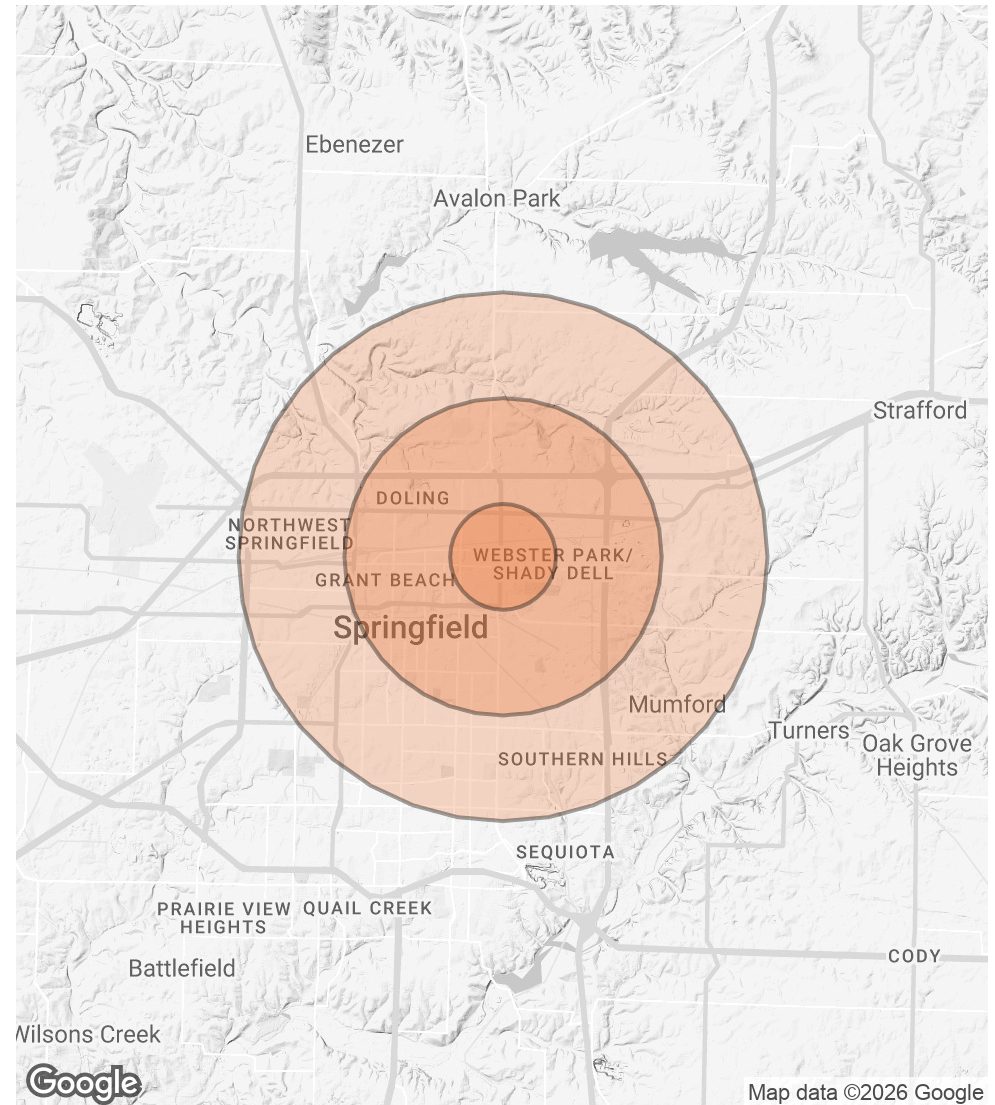 Ebenezer
Avalon Park
Strafford
DOLING
NORTHWEST
SPRINGFIELD
WEBSTER PARK/
SHADY DELL
GRANT BEACH
Springfield
Mumford
Turners
Oak Grove
Heights
SOUTHERN HILLS
SEQUIOTA
PRAIRIE VIEW
HEIGHTS
QUAIL CREEK
CODY
Battlefield
Wilsons Creek
Google
Map data ©2026 Google